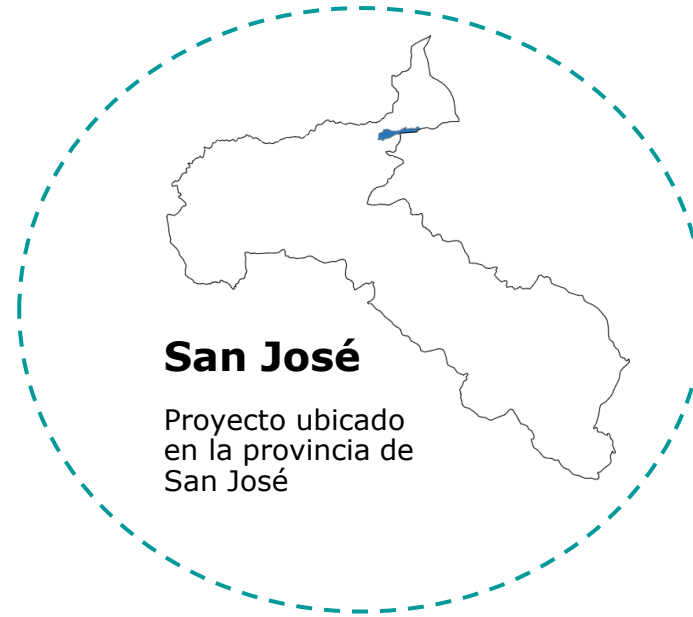 San José
Proyecto ubicado
en la provincia de
San José